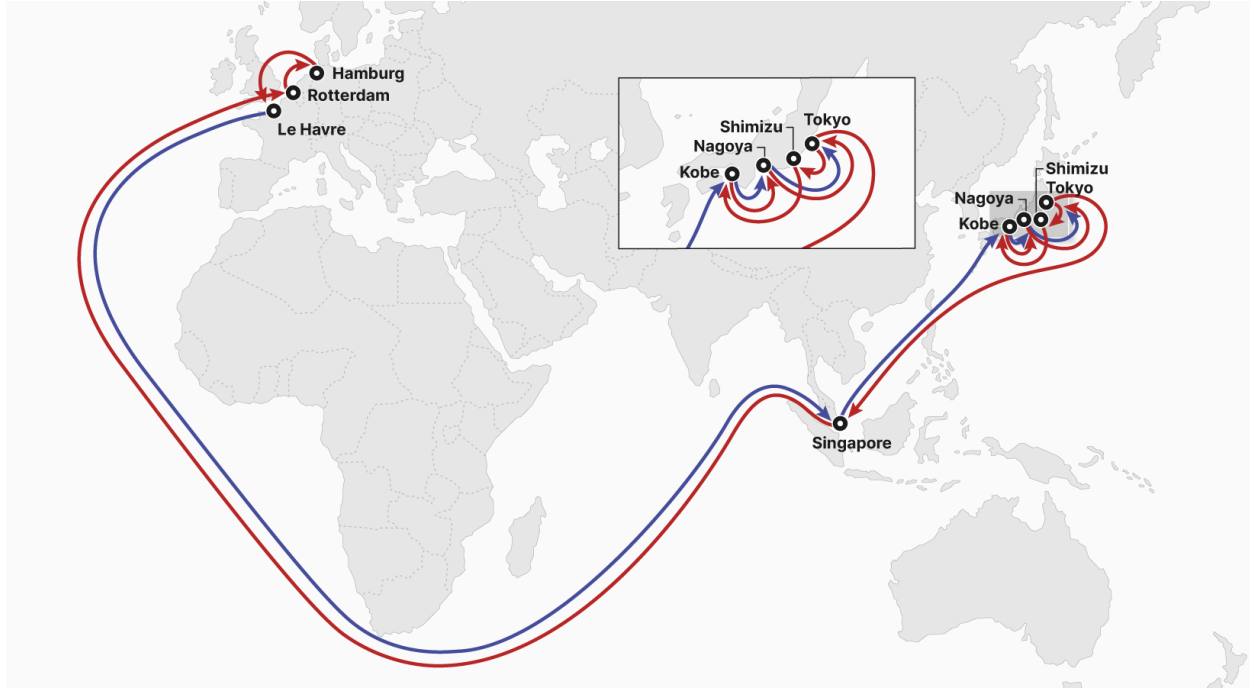 Hamburg
Rotterdam
Le Havre
Tokyo
Shimizu
Nagoya
Kobe
Shimizu
Tokyo
Nagoya
Kobe
Singapore